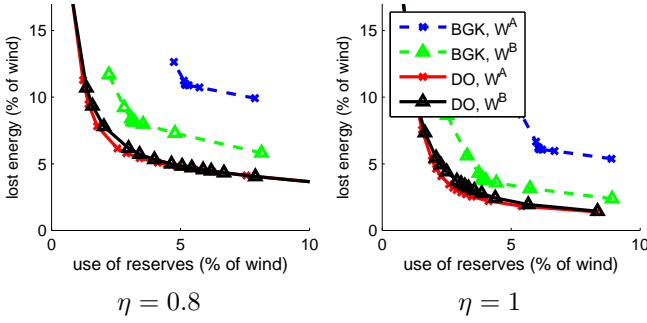 15
10
5
0
0
5
10
lost energy (% of wind)
use of reserves (% of wind)
η = 0.8
15
10
5
0
0
5
10
lost energy (% of wind)
use of reserves (% of wind)
BGK, W^A
BGK, W^B
DO, W^A
DO, W^B
η = 1